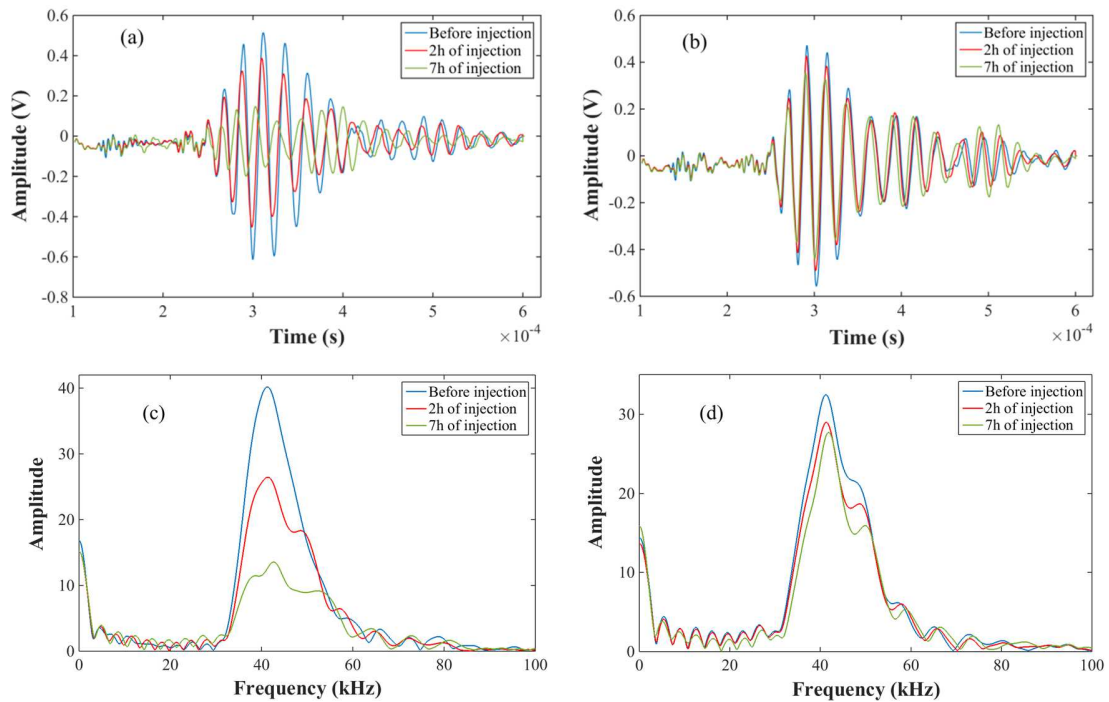 (a)
Before injection
2h of injection
7h of injection
0.6
0.4
0.2
0
-0.2
-0.4
-0.6
-0.8
Amplitude (V)
1
2
3
4
5
6
Time (s)
×10⁻⁴
(b)
Before injection
2h of injection
7h of injection
0.6
0.4
0.2
0
-0.2
-0.4
-0.6
Amplitude (V)
1
2
3
4
5
6
Time (s)
×10⁻⁴
(c)
Before injection
2h of injection
7h of injection
40
30
20
10
0
Amplitude
0
20
40
60
80
100
Frequency (kHz)
(d)
Before injection
2h of injection
7h of injection
30
20
10
0
Amplitude
0
20
40
60
80
100
Frequency (kHz)